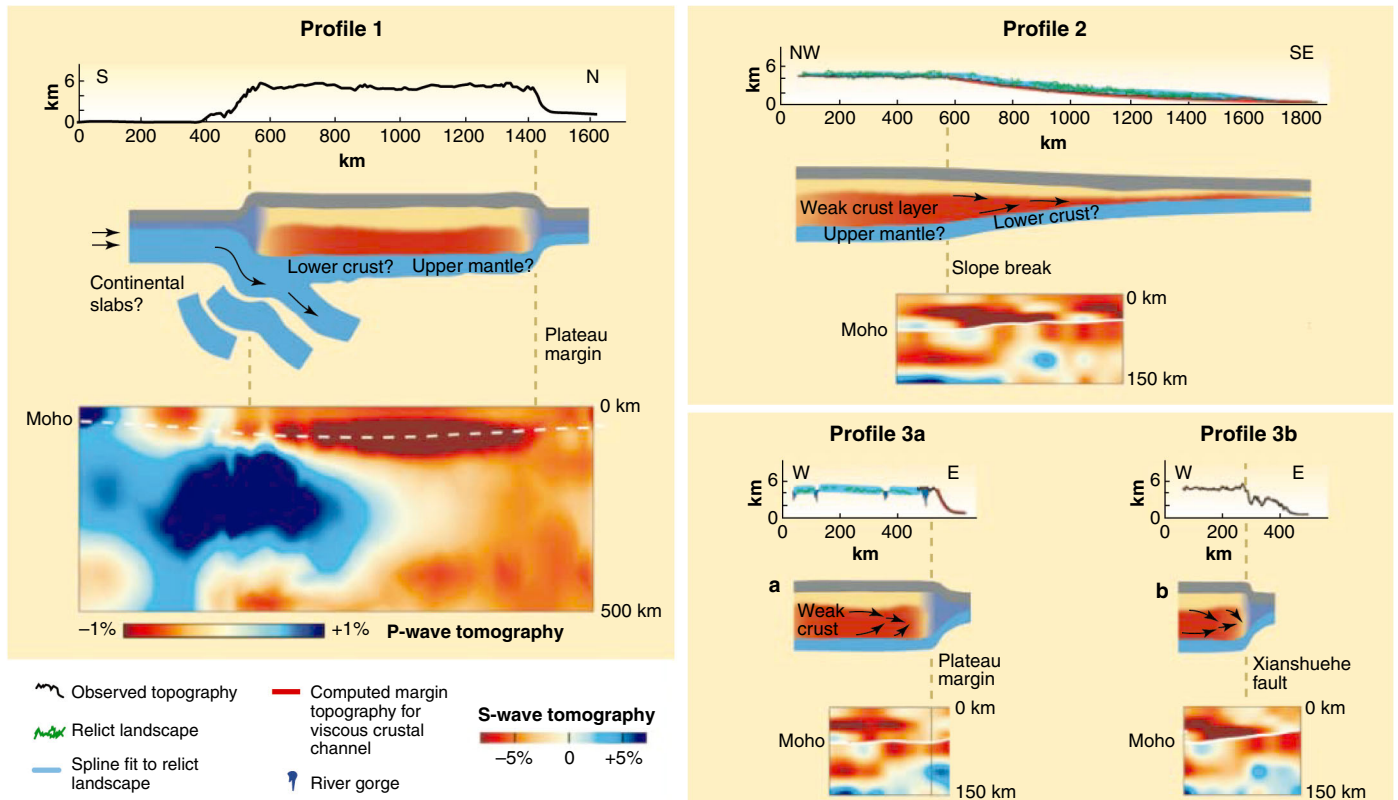 Profile 1
S
N
km
6
0
0 200 400 600 800 1000 1200 1400 1600
km
Continental
slabs?
Lower crust? Upper mantle?
Plateau
margin
Moho
0 km
500 km
–1% +1% P-wave tomography
Profile 2
NW
SE
km
6
0
0 200 400 600 800 1000 1200 1400 1600 1800
km
Weak crust layer
Lower crust?
Upper mantle?
Slope break
0 km
Moho
150 km
Profile 3a
W
E
km
6
0
0 200 400
km
a
Weak
crust
Plateau
margin
0 km
Moho
150 km
Profile 3b
W
E
km
6
0
0 200 400
km
b
Xianshuehe
fault
0 km
Moho
150 km
Observed topography
Relict landscape
Spline fit to relict
landscape
Computed margin
topography for
viscous crustal
channel
River gorge
S-wave tomography
–5% 0 +5%